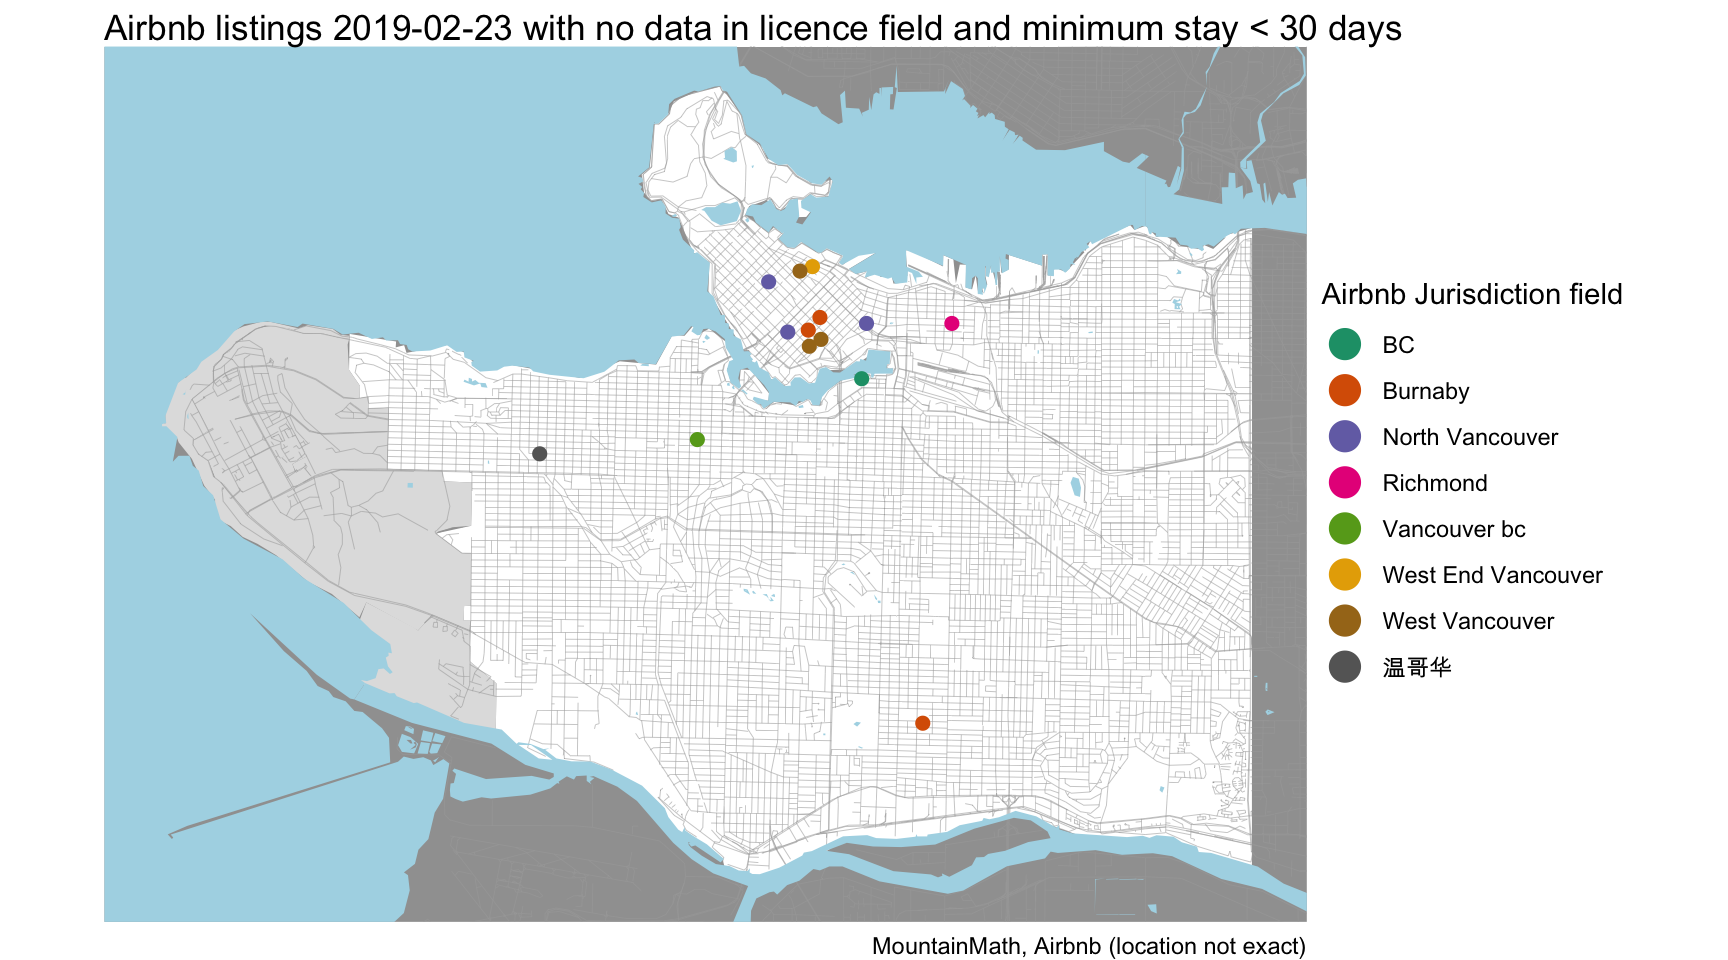 Airbnb listings 2019-02-23 with no data in licence field and minimum stay < 30 days
Airbnb Jurisdiction field
BC
Burnaby
North Vancouver
Richmond
Vancouver bc
West End Vancouver
West Vancouver
温哥华
MountainMath, Airbnb (location not exact)